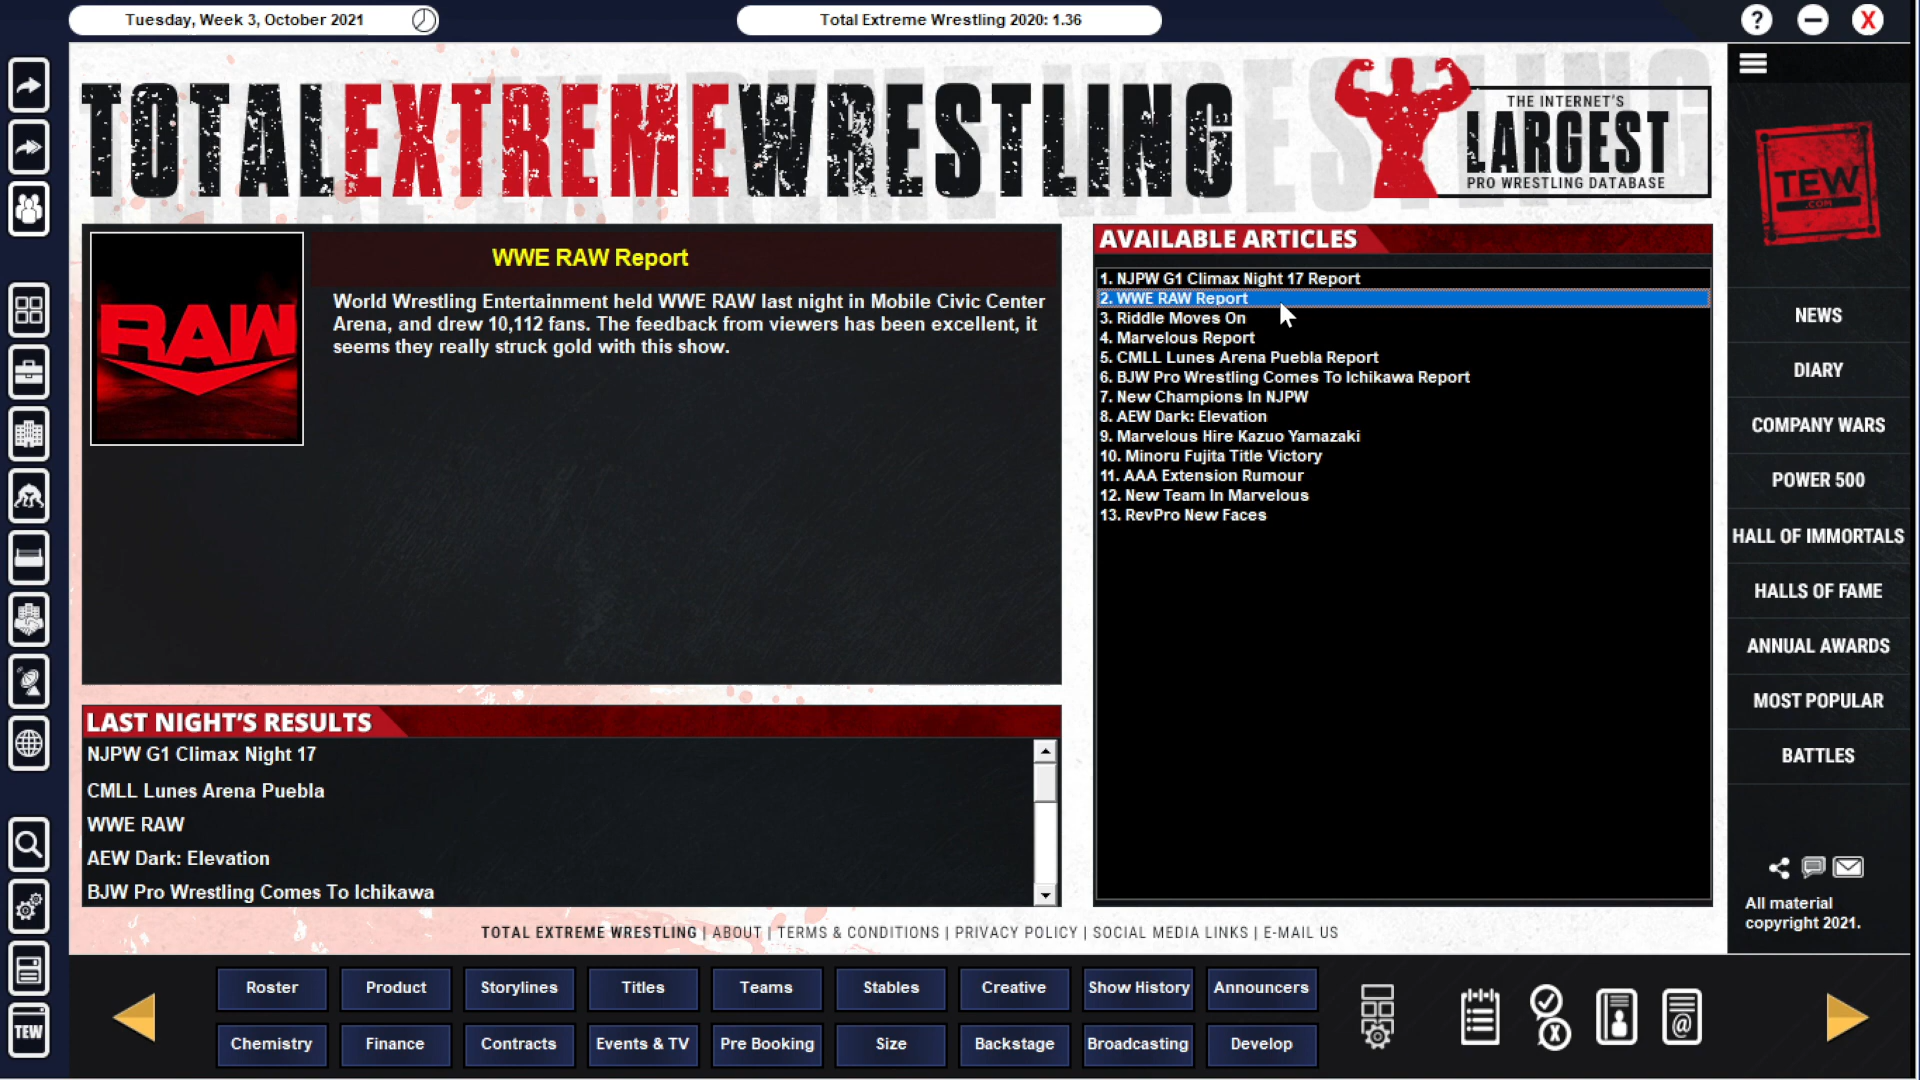 Tuesday, Week 3, October 2021
Total Extreme Wrestling 2020: 1.36
?
X
TOTALEXTREMEWRESTLING
THE INTERNET'S
LARGEST
PRO WRESTLING DATABASE
TEW
.COM
RAW
WWE RAW Report
World Wrestling Entertainment held WWE RAW last night in Mobile Civic Center
Arena, and drew 10,112 fans. The feedback from viewers has been excellent, it
seems they really struck gold with this show.
AVAILABLE ARTICLES
1. NJPW G1 Climax Night 17 Report
2. WWE RAW Report
3. Riddle Moves On
4. Marvelous Report
5. CMLL Lunes Arena Puebla Report
6. BJW Pro Wrestling Comes To Ichikawa Report
7. New Champions In NJPW
8. AEW Dark: Elevation
9. Marvelous Hire Kazuo Yamazaki
10. Minoru Fujita Title Victory
11. AAA Extension Rumour
12. New Team In Marvelous
13. RevPro New Faces
LAST NIGHT'S RESULTS
NJPW G1 Climax Night 17
CMLL Lunes Arena Puebla
WWE RAW
AEW Dark: Elevation
BJW Pro Wrestling Comes To Ichikawa
NEWS
DIARY
COMPANY WARS
POWER 500
HALL OF IMMORTALS
HALLS OF FAME
ANNUAL AWARDS
MOST POPULAR
BATTLES
All material
copyright 2021.
TOTAL EXTREME WRESTLING | ABOUT | TERMS & CONDITIONS | PRIVACY POLICY | SOCIAL MEDIA LINKS | E-MAIL US
TEW
Roster
Product
Storylines
Titles
Teams
Stables
Creative
Show History
Announcers
Chemistry
Finance
Contracts
Events & TV
Pre Booking
Size
Backstage
Broadcasting
Develop